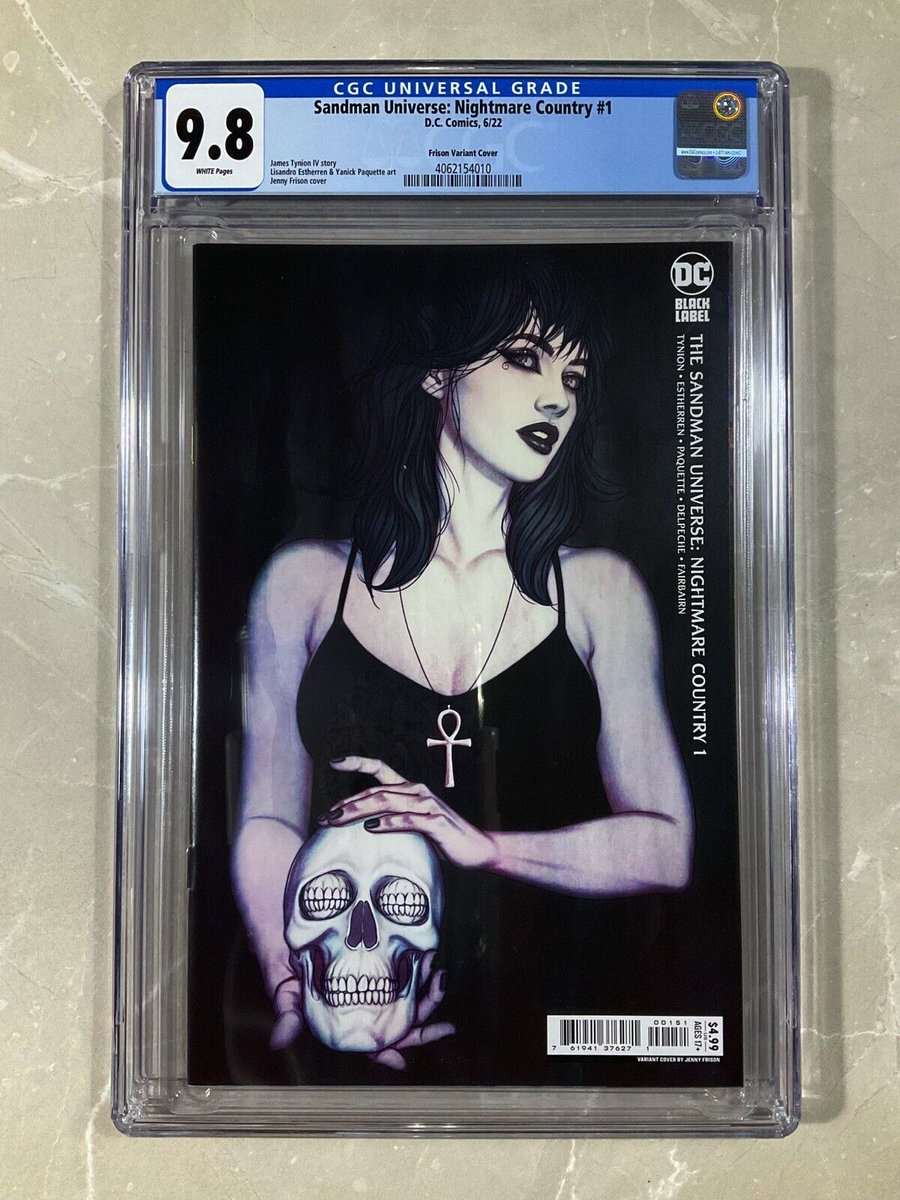 CGC UNIVERSAL GRADE
9.8
WHITE Pages
Sandman Universe: Nightmare Country #1
D.C. Comics, 6/22
Frison Variant Cover
4062154010
James Tynion IV story
Lisandro Estherren & Yanick Paquette art
Jenny Frison cover
CGC
DC
BLACK
LABEL
THE SANDMAN UNIVERSE: NIGHTMARE COUNTRY 1
TYNION • ESTHERREN • PAQUETTE • DELPECHE • FAIRBAIRN
00151
7 61941 37627 1
$4.99
AGES 17+
VARIANT COVER BY JENNY FRISON